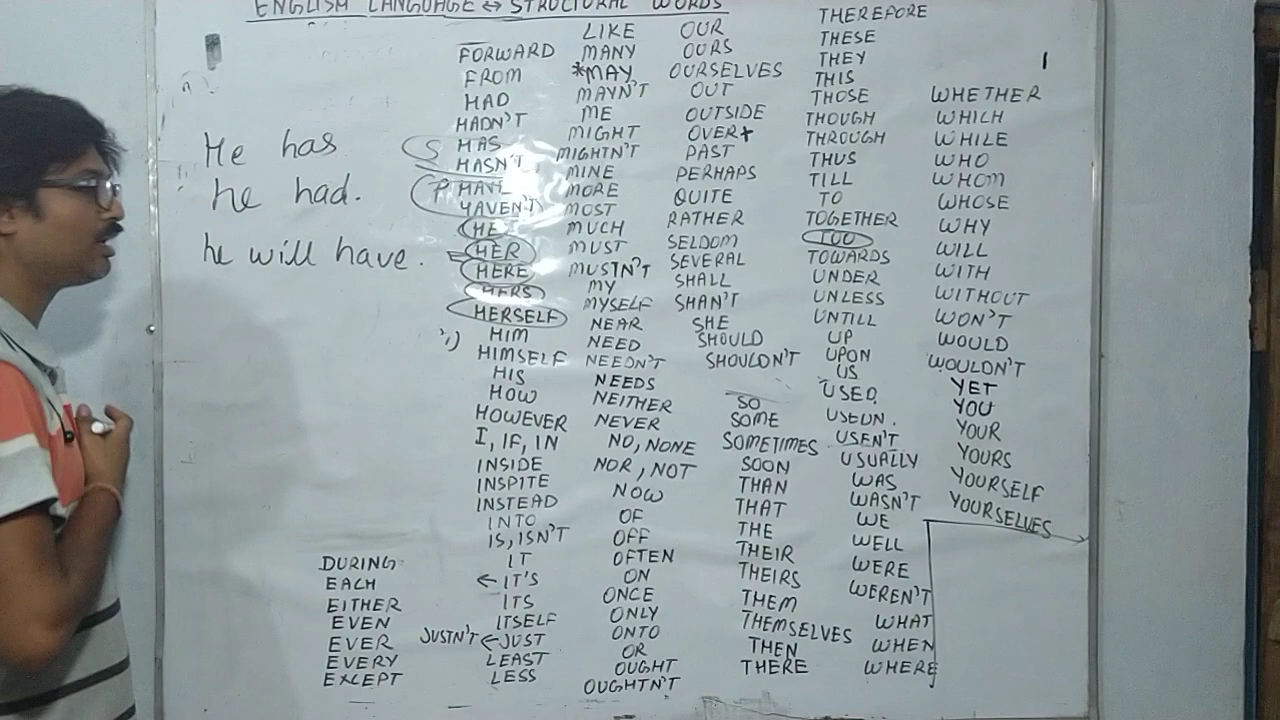 ENGLISH LANGUAGE ↔ STRUCTURAL WORDS
He has
he had.
he will have.
DURING
EACH
EITHER
EVEN
EVER
EVERY
EXCEPT
FORWARD
FROM
HAD
HADN'T
S HAS
HASN'T
P HAVE
HAVEN'T
HE
HER
HERE
HERS
HERSELF
HIM
HIMSELF
HIS
HOW
HOWEVER
I, IF, IN
INSIDE
INSPITE
INSTEAD
INTO
IS, ISN'T
IT
← IT'S
ITS
ITSELF
JUSTN'T ← JUST
LEAST
LESS
LIKE
MANY
*MAY
MAYN'T
ME
MIGHT
MIGHTN'T
MINE
MORE
MOST
MUCH
MUST
MUSTN'T
MY
MYSELF
NEAR
NEED
NEEDN'T
NEEDS
NEITHER
NEVER
NO, NONE
NOR, NOT
NOW
OF
OFF
OFTEN
ON
ONCE
ONLY
ONTO
OR
OUGHT
OUGHTN'T
OUR
OURS
OURSELVES
OUT
OUTSIDE
OVER
PAST
PERHAPS
QUITE
RATHER
SELDOM
SEVERAL
SHALL
SHAN'T
SHE
SHOULD
SHOULDN'T
SO
SOME
SOMETIMES
SOON
THAN
THAT
THE
THEIR
THEIRS
THEM
THEMSELVES
THEN
THERE
THEREFORE
THESE
THEY
THIS
THOSE
THOUGH
THROUGH
THUS
TILL
TO
TOGETHER
TOO
TOWARDS
UNDER
UNLESS
UNTILL
UP
UPON
US
USED
USEN'T
USUALLY
WAS
WASN'T
WE
WELL
WERE
WEREN'T
WHAT
WHEN
WHERE
WHETHER
WHICH
WHILE
WHO
WHOM
WHOSE
WHY
WILL
WITH
WITHOUT
WON'T
WOULD
WOULDN'T
YET
YOU
YOUR
YOURS
YOURSELF
YOURSELVES